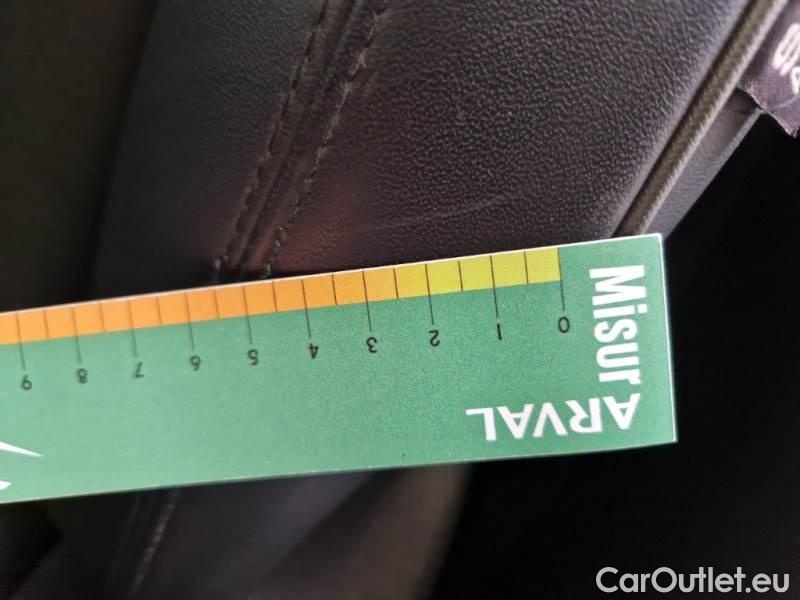 Misur
ARVAL
0 1 2 3 4 5 6 7 8 9
CarOutlet.eu